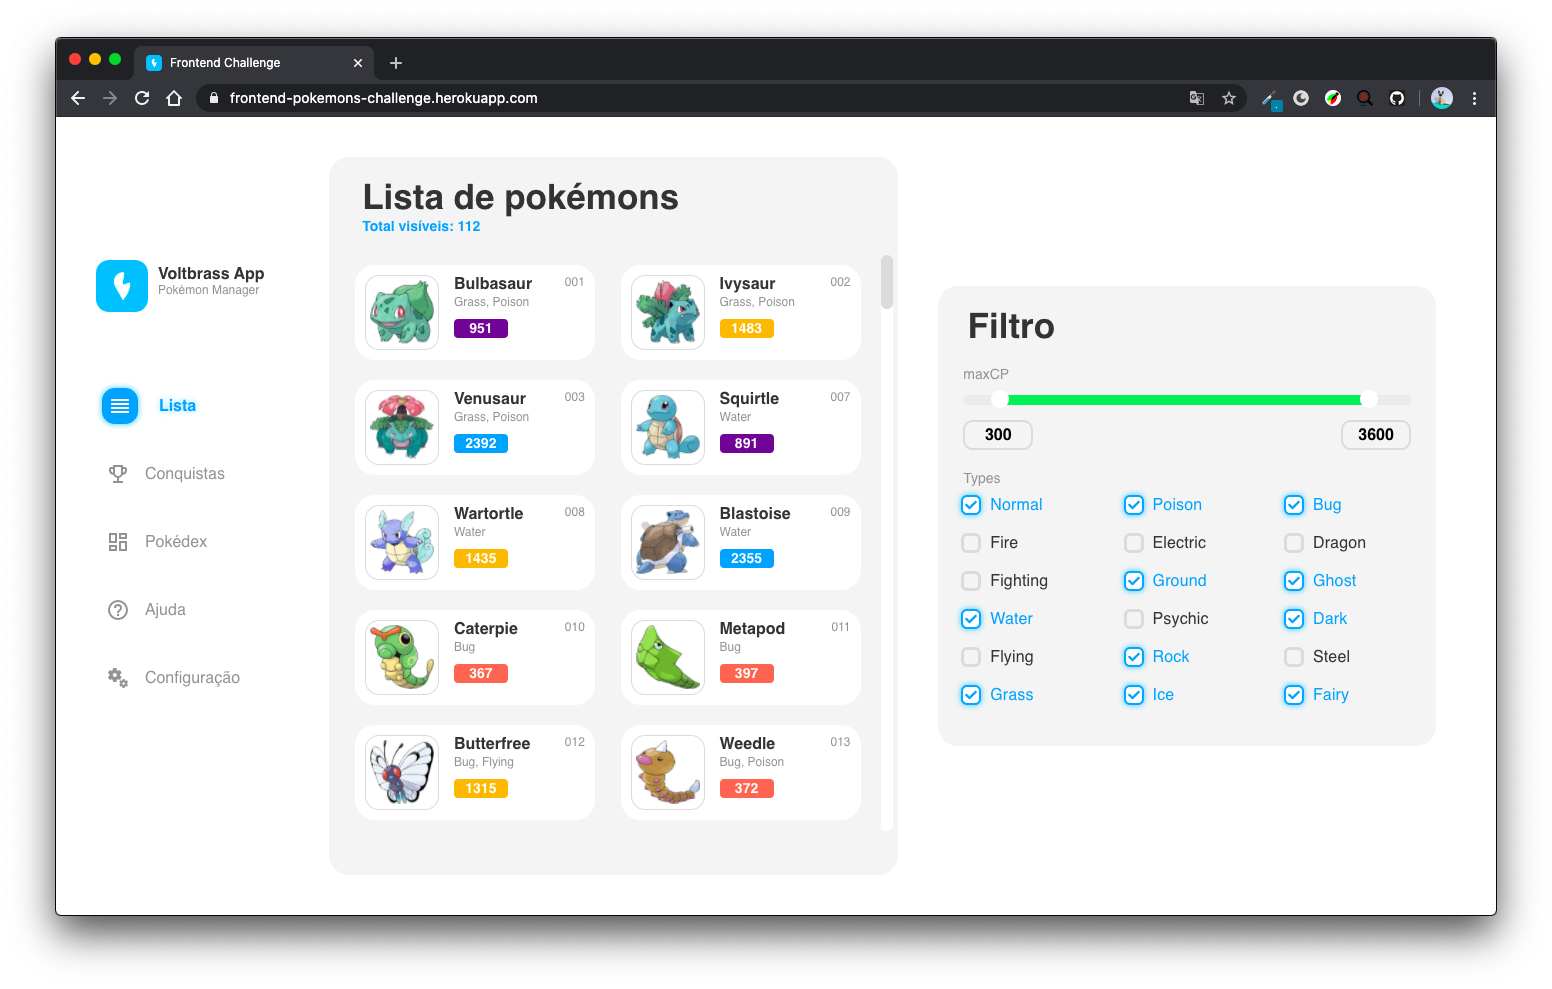 Frontend Challenge
frontend-pokemons-challenge.herokuapp.com
Voltbrass App
Pokémon Manager
Lista
Conquistas
Pokédex
Ajuda
Configuração
Lista de pokémons
Total visíveis: 112
Bulbasaur 001
Grass, Poison
951
Ivysaur 002
Grass, Poison
1483
Venusaur 003
Grass, Poison
2392
Squirtle 007
Water
891
Wartortle 008
Water
1435
Blastoise 009
Water
2355
Caterpie 010
Bug
367
Metapod 011
Bug
397
Butterfree 012
Bug, Flying
1315
Weedle 013
Bug, Poison
372
Filtro
maxCP
300 3600
Types
Normal Poison Bug
Fire Electric Dragon
Fighting Ground Ghost
Water Psychic Dark
Flying Rock Steel
Grass Ice Fairy